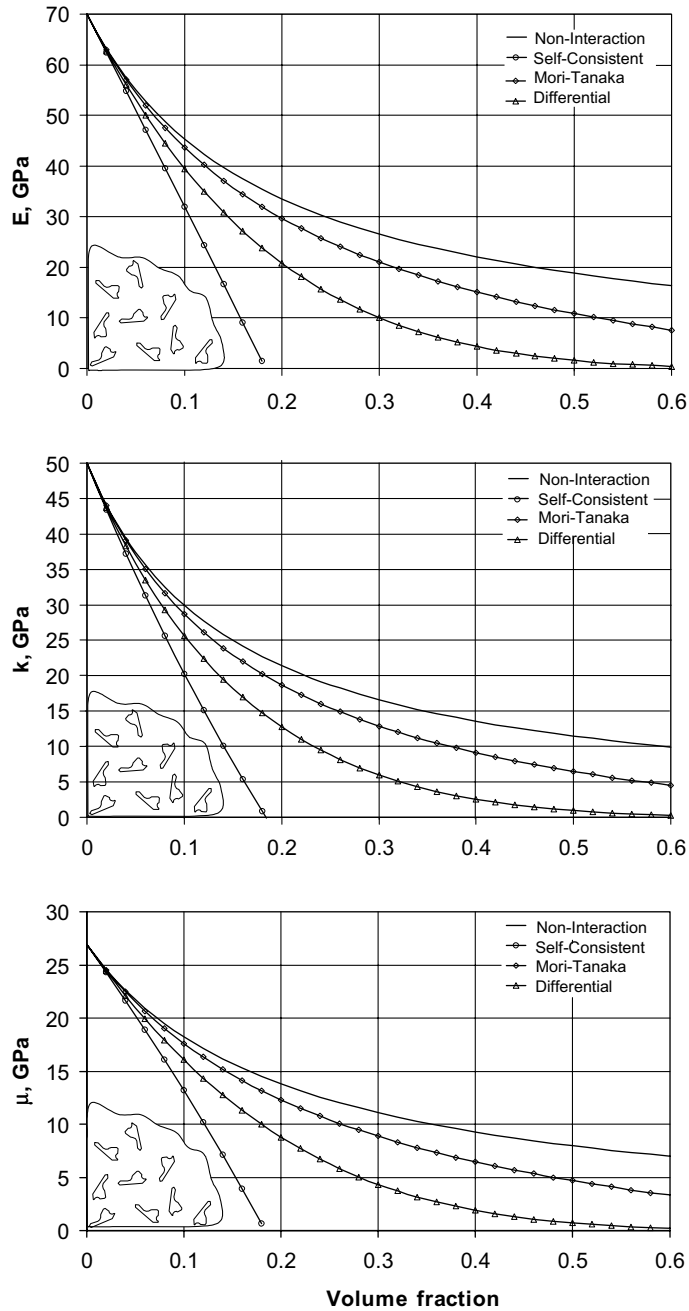 70
60
50
40
30
20
10
0
E, GPa
Non-Interaction
Self-Consistent
Mori-Tanaka
Differential
0 0.1 0.2 0.3 0.4 0.5 0.6
50
45
40
35
30
25
20
15
10
5
0
k, GPa
Non-Interaction
Self-Consistent
Mori-Tanaka
Differential
0 0.1 0.2 0.3 0.4 0.5 0.6
30
25
20
15
10
5
0
μ, GPa
Non-Interaction
Self-Consistent
Mori-Tanaka
Differential
0 0.1 0.2 0.3 0.4 0.5 0.6
Volume fraction